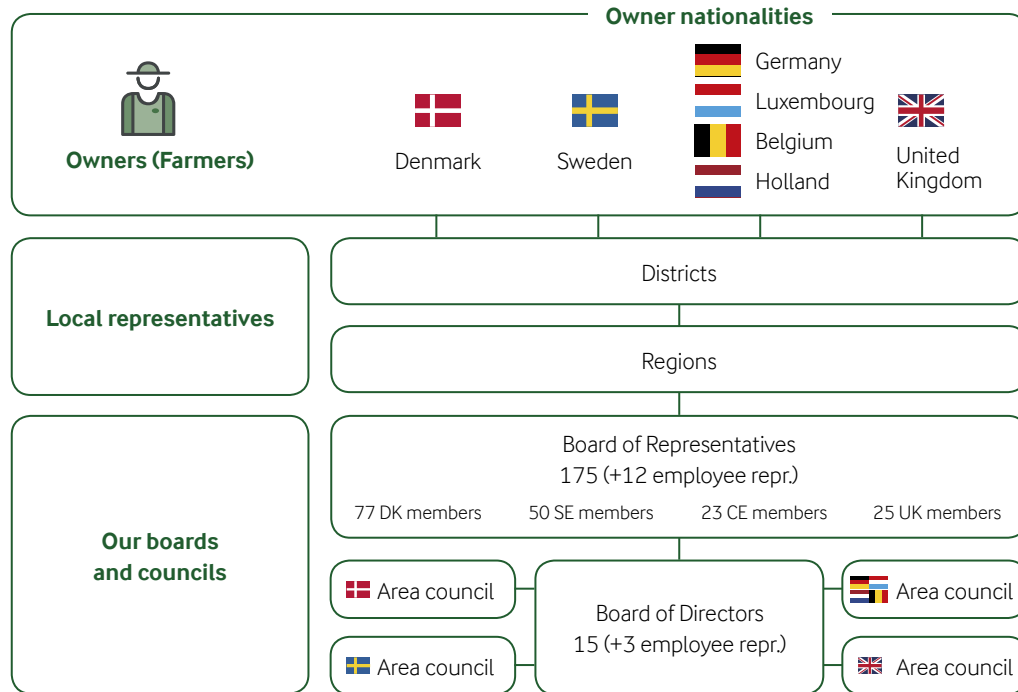 Owner nationalities
Owners (Farmers)
Denmark
Sweden
Germany
Luxembourg
Belgium
Holland
United
Kingdom
Local representatives
Districts
Regions
Our boards
and councils
Board of Representatives
175 (+12 employee repr.)
77 DK members
50 SE members
23 CE members
25 UK members
Area council
Area council
Board of Directors
15 (+3 employee repr.)
Area council
Area council